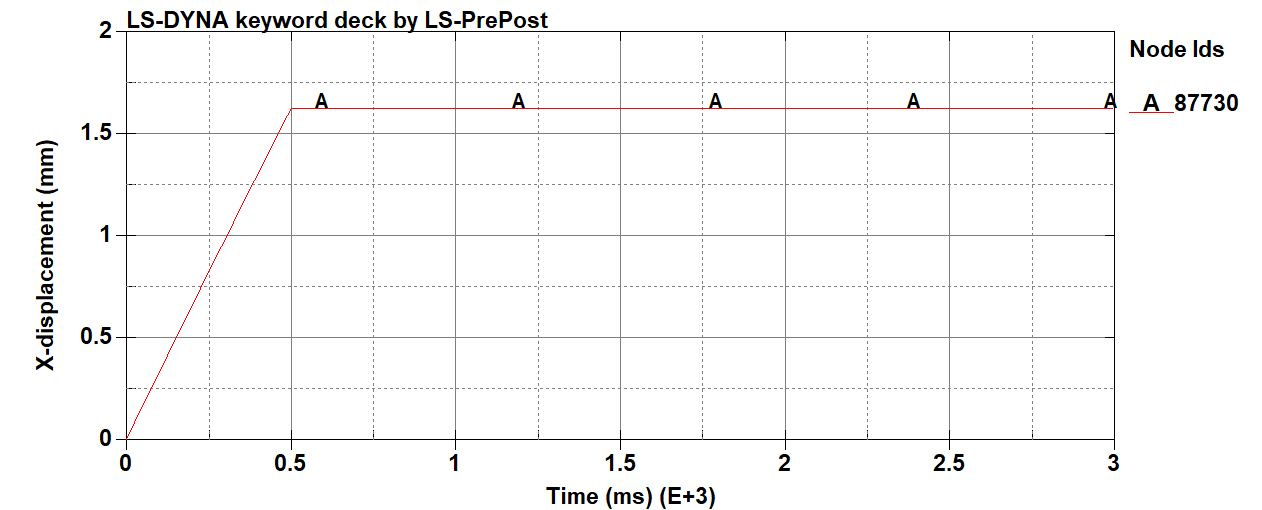 LS-DYNA keyword deck by LS-PrePost
Node Ids
A 87730
X-displacement (mm)
2
1.5
1
0.5
0
A A A A A
0 0.5 1 1.5 2 2.5 3
Time (ms) (E+3)